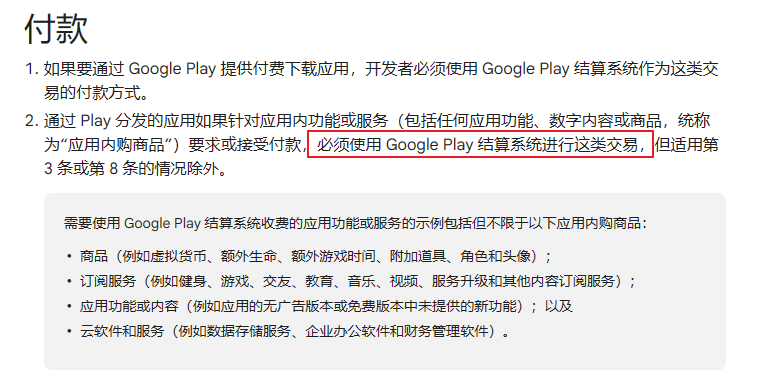 付款
1. 如果要通过 Google Play 提供付费下载应用，开发者必须使用 Google Play 结算系统作为这类交
易的付款方式。
2. 通过 Play 分发的应用如果针对应用内功能或服务（包括任何应用功能、数字内容或商品，统称
为“应用内购商品”）要求或接受付款，必须使用 Google Play 结算系统进行这类交易，但适用第
3 条或第 8 条的情况除外。
需要使用 Google Play 结算系统收费的应用功能或服务的示例包括但不限于以下应用内购商品：
• 商品（例如虚拟货币、额外生命、额外游戏时间、附加道具、角色和头像）；
• 订阅服务（例如健身、游戏、交友、教育、音乐、视频、服务升级和其他内容订阅服务）；
• 应用功能或内容（例如应用的无广告版本或免费版本中未提供的新功能）；以及
• 云软件和服务（例如数据存储服务、企业办公软件和财务管理软件）。